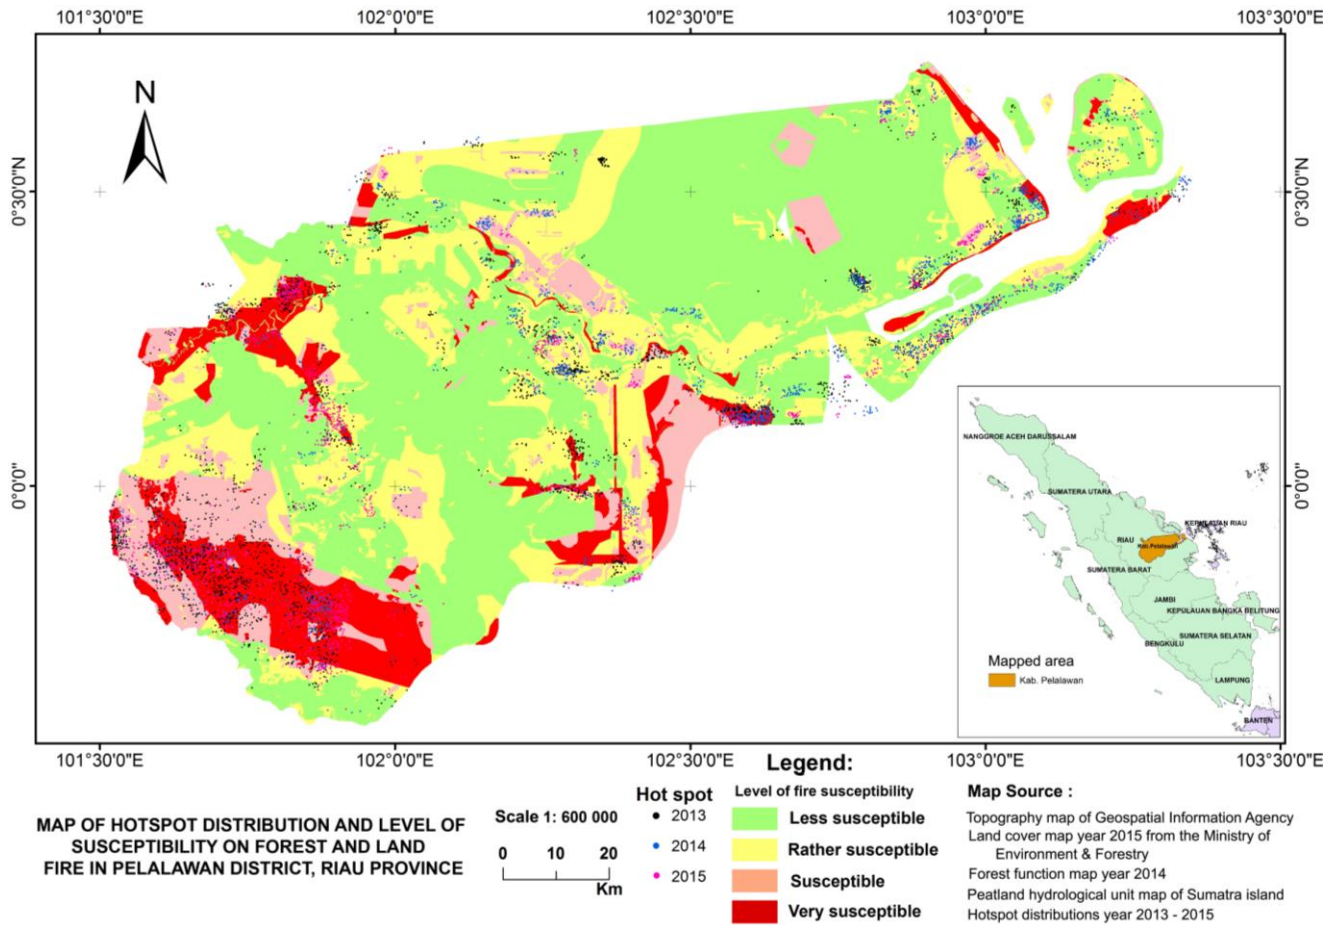 101°30'0"E 102°0'0"E 102°30'0"E 103°0'0"E 103°30'0"E
N
0°30'0"N
0°30'0"N
0°0'0"
0°0'0"
NANGGROE ACEH DARUSSALAM
SUMATERA UTARA
KEPULAUAN RIAU
RIAU
Kab.Pelalawan
SUMATERA BARAT
JAMBI
KEPULAUAN BANGKA BELITUNG
SUMATERA SELATAN
BENGKULU
LAMPUNG
BANTEN
Mapped area
Kab. Pelalawan
101°30'0"E 102°0'0"E 102°30'0"E 103°0'0"E 103°30'0"E
MAP OF HOTSPOT DISTRIBUTION AND LEVEL OF
SUSCEPTIBILITY ON FOREST AND LAND
FIRE IN PELALAWAN DISTRICT, RIAU PROVINCE
Scale 1: 600 000
0 10 20
Km
Legend:
Hot spot
2013
2014
2015
Level of fire susceptibility
Less susceptible
Rather susceptible
Susceptible
Very susceptible
Map Source :
Topography map of Geospatial Information Agency
Land cover map year 2015 from the Ministry of
Environment & Forestry
Forest function map year 2014
Peatland hydrological unit map of Sumatra island
Hotspot distributions year 2013 - 2015